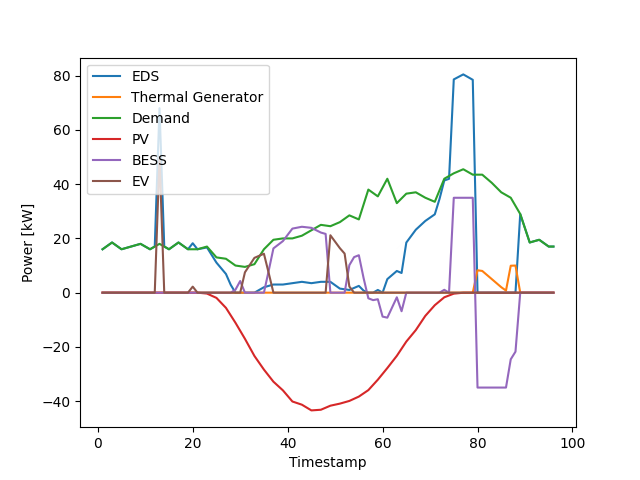 EDS
Thermal Generator
Demand
PV
BESS
EV
Power [kW]
80
60
40
20
0
−20
−40
0 20 40 60 80 100
Timestamp